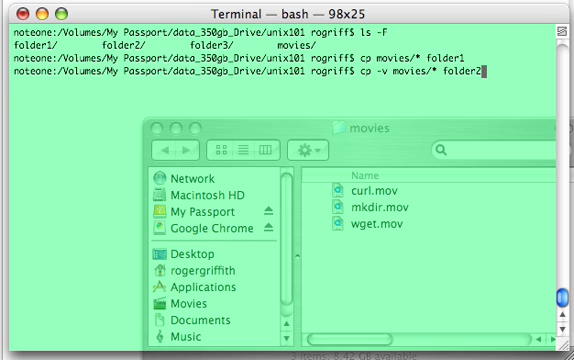 Terminal — bash — 98x25
noteone:/Volumes/My Passport/data_350gb_Drive/unix101 rogriff$ ls -F
folder1/ folder2/ folder3/ movies/
noteone:/Volumes/My Passport/data_350gb_Drive/unix101 rogriff$ cp movies/* folder1
noteone:/Volumes/My Passport/data_350gb_Drive/unix101 rogriff$ cp -v movies/* folder2
movies
Name
Network
Macintosh HD
My Passport
Google Chrome
Desktop
rogergriffith
Applications
Movies
Documents
Music
curl.mov
mkdir.mov
wget.mov
3 items, 8.42 GB available